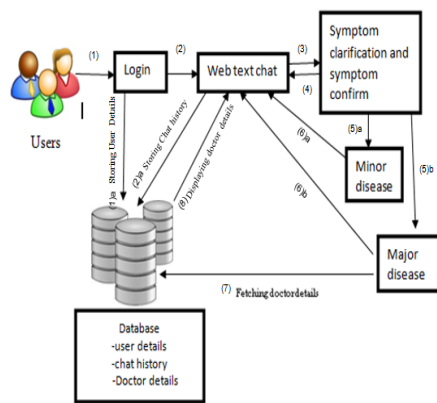 (1)
Login
(2)
Web text chat
(3)
(4)
Symptom
clarification and
symptom
confirm
Users
(1)a Storing User Details
(2)a Storing Chat history
(8)Displaying doctor details
(6)a
(5)a
(5)b
Minor
disease
(6)b
Major
disease
(7) Fetching doctordetails
Database
-user details
-chat history
-Doctor details